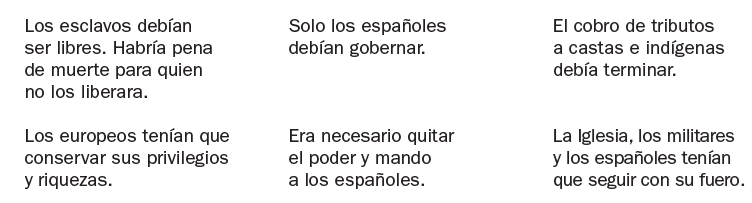 Los esclavos debían
ser libres. Habría pena
de muerte para quien
no los liberara.
Solo los españoles
debían gobernar.
El cobro de tributos
a castas e indígenas
debía terminar.
Los europeos tenían que
conservar sus privilegios
y riquezas.
Era necesario quitar
el poder y mando
a los españoles.
La Iglesia, los militares
y los españoles tenían
que seguir con su fuero.